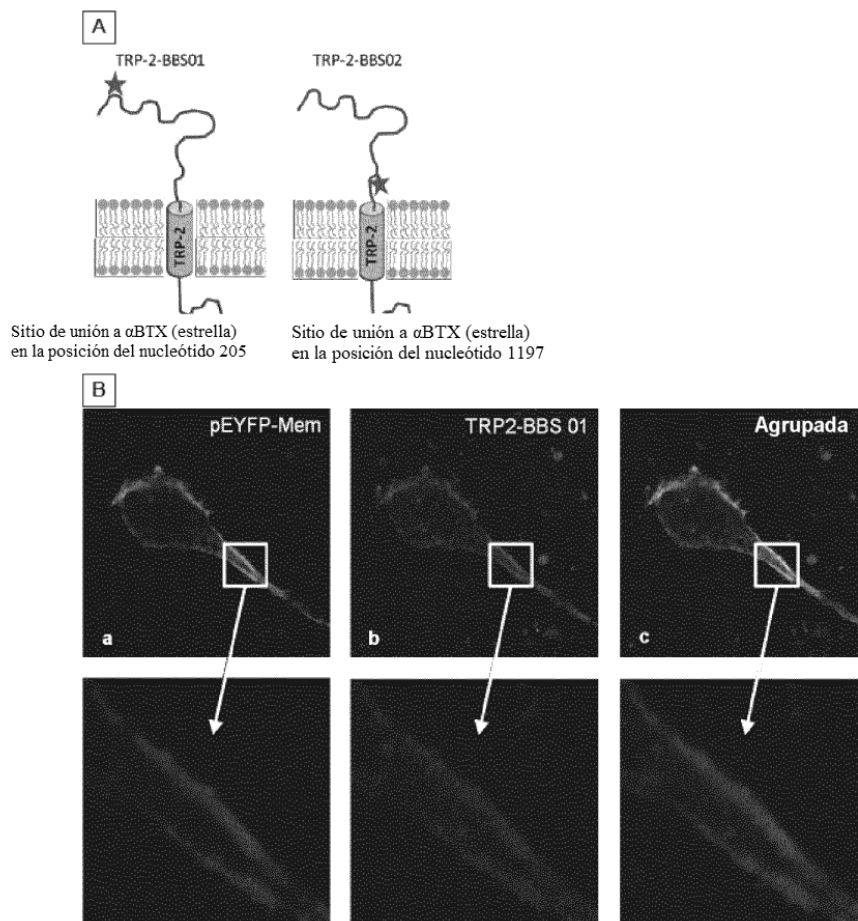 A
TRP-2-BBS01
TRP-2-BBS02
TRP-2
TRP-2
Sitio de unión a αBTX (estrella)
en la posición del nucleótido 205
Sitio de unión a αBTX (estrella)
en la posición del nucleótido 1197
B
pEYFP-Mem
TRP2-BBS 01
Agrupada
a
b
c